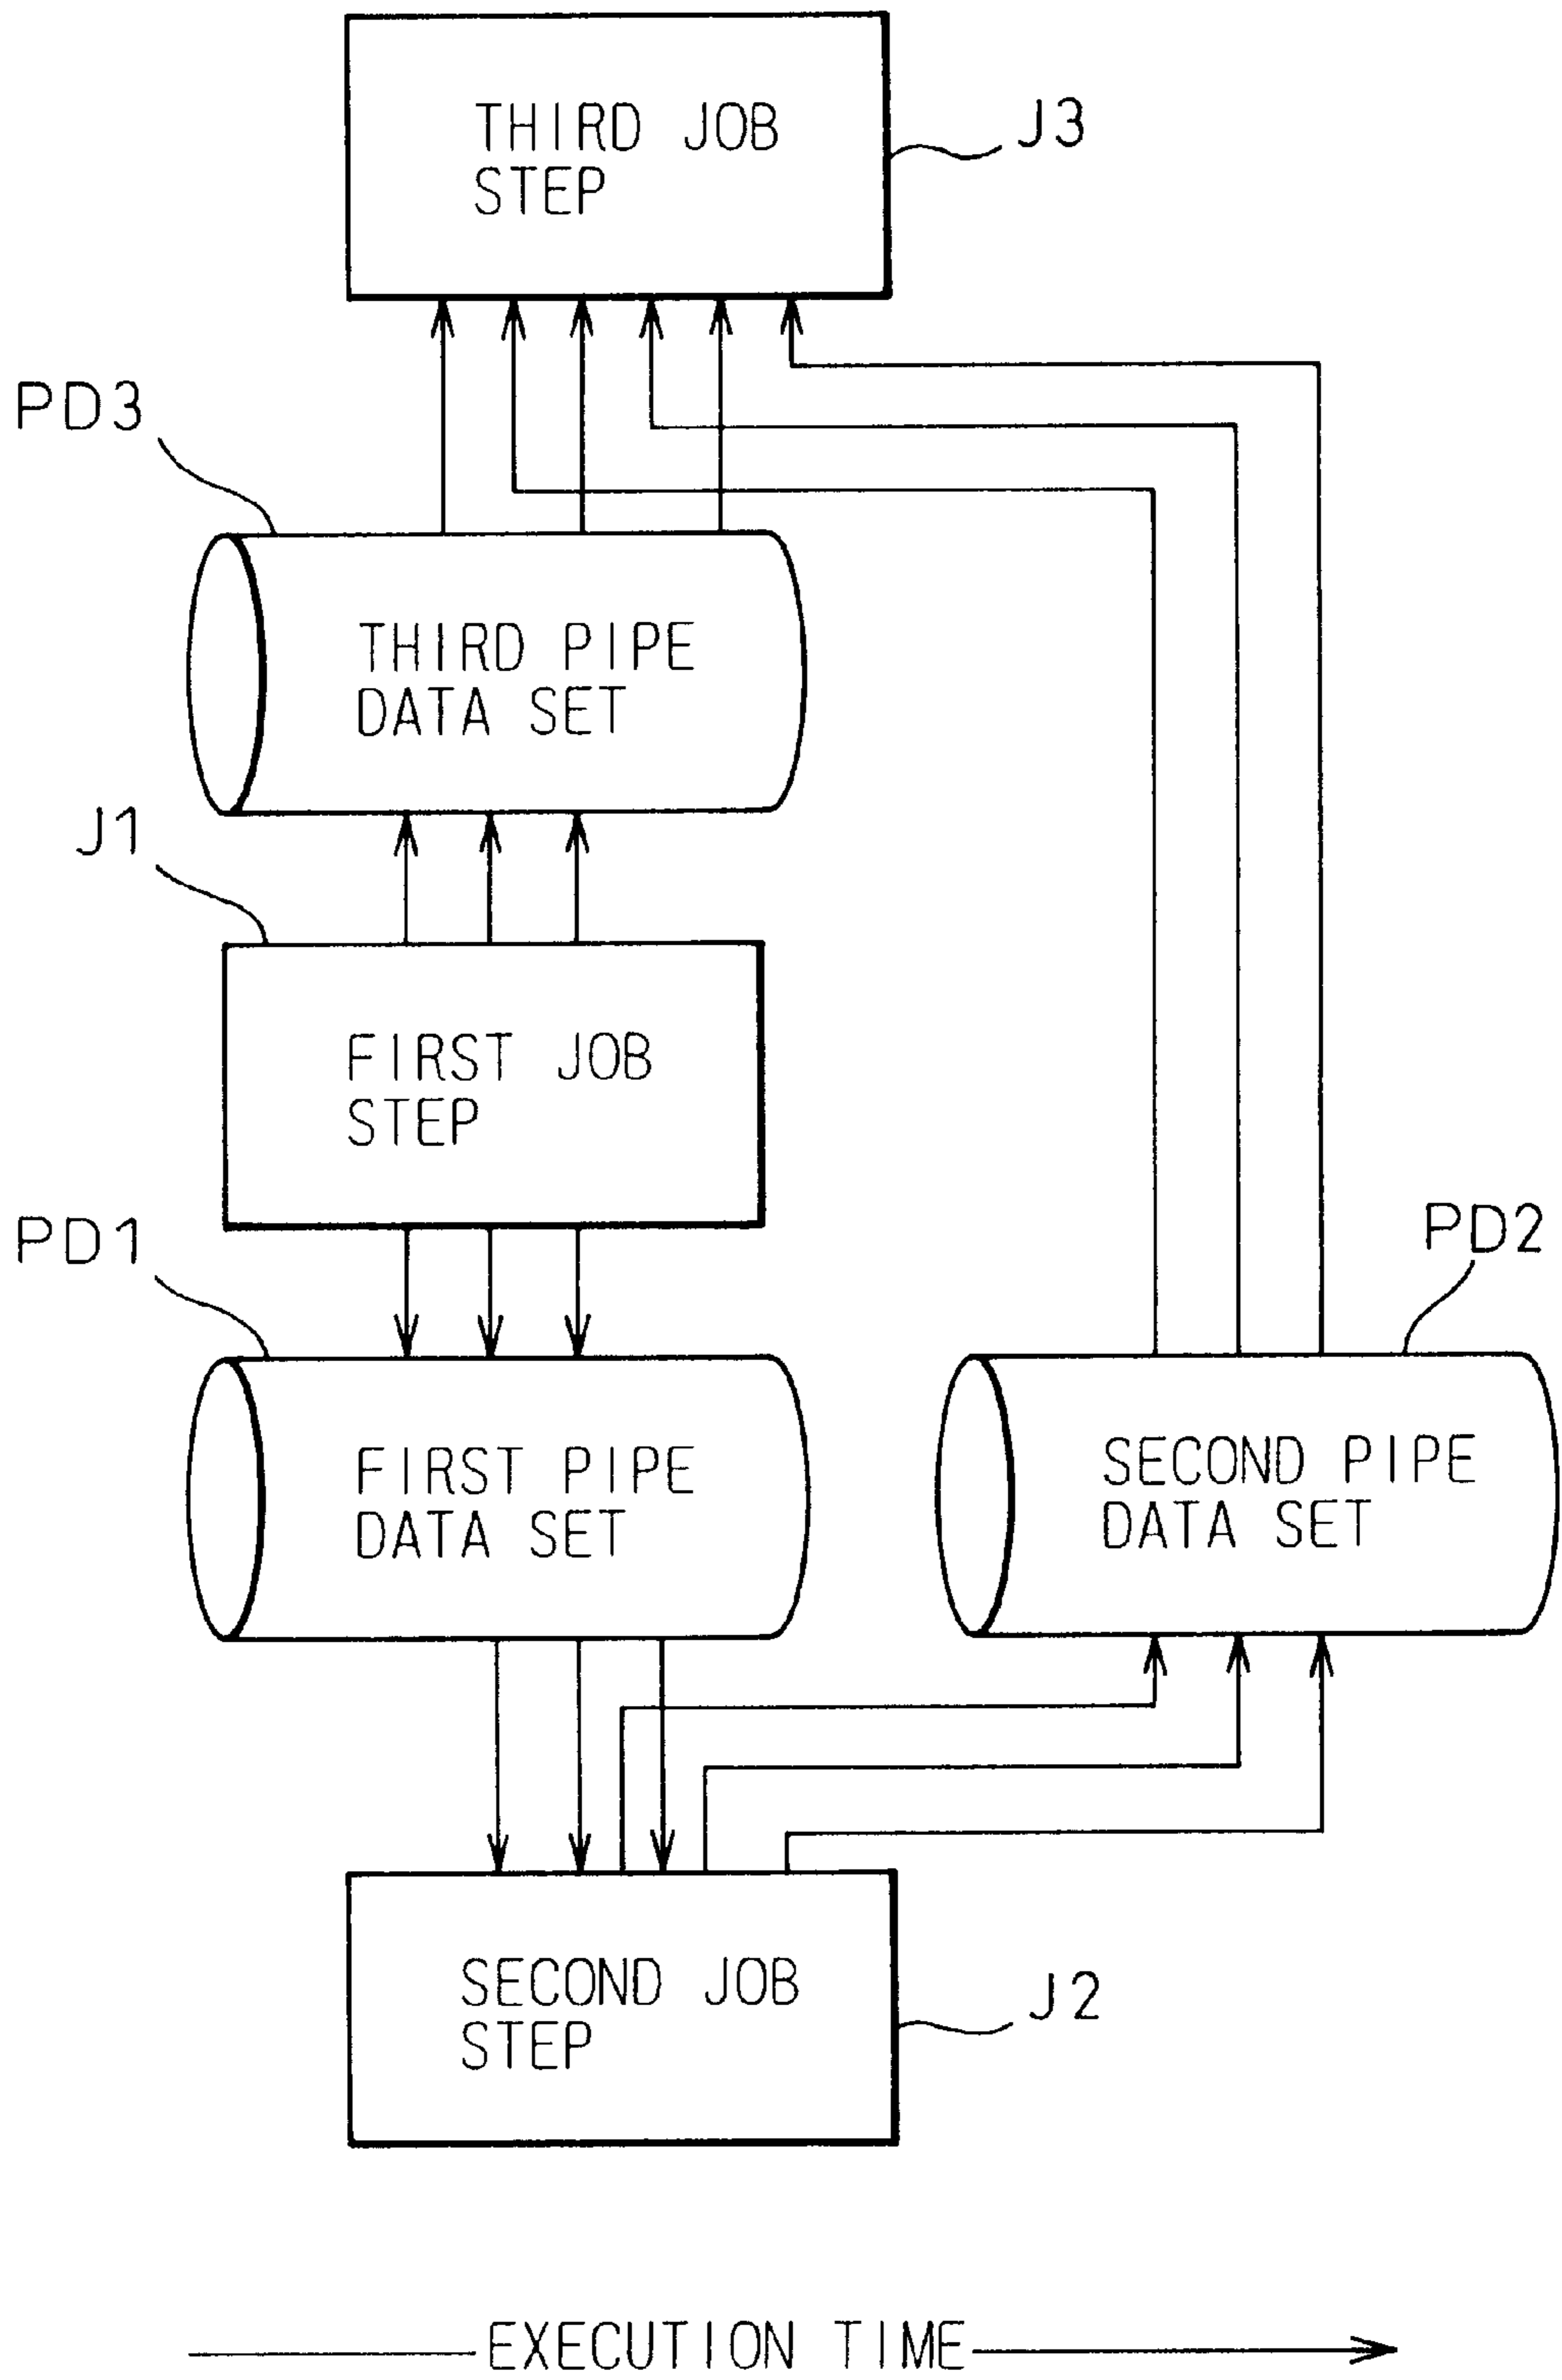 THIRD JOB
STEP
J3
PD3
THIRD PIPE
DATA SET
J1
FIRST JOB
STEP
PD1
PD2
FIRST PIPE
DATA SET
SECOND PIPE
DATA SET
SECOND JOB
STEP
J2
EXECUTION TIME